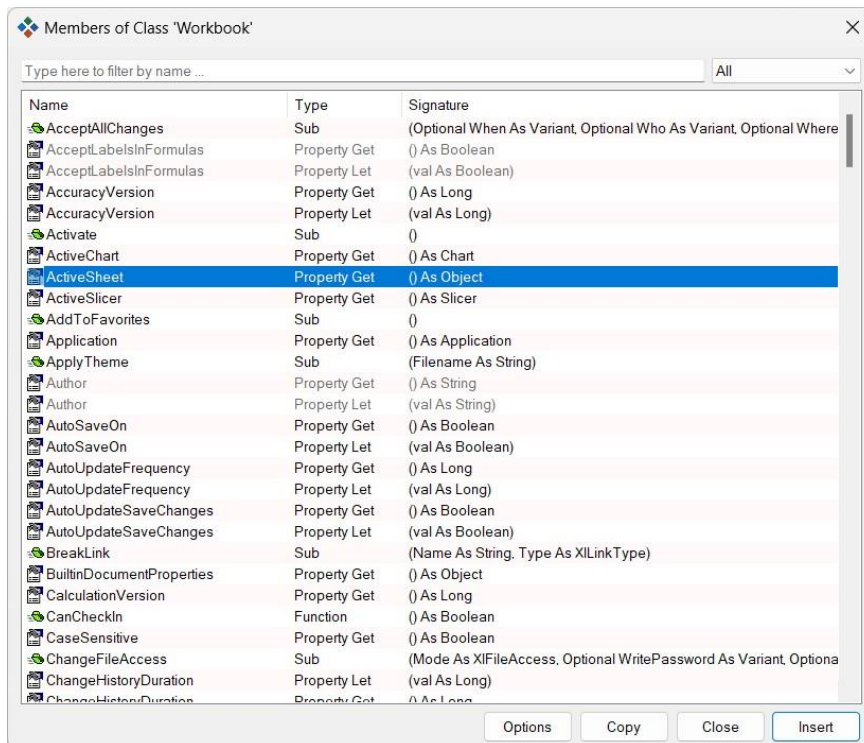 Members of Class 'Workbook'
Type here to filter by name ... All
Name Type Signature
AcceptAllChanges Sub (Optional When As Variant, Optional Who As Variant, Optional Where
AcceptLabelsInFormulas Property Get () As Boolean
AcceptLabelsInFormulas Property Let (val As Boolean)
AccuracyVersion Property Get () As Long
AccuracyVersion Property Let (val As Long)
Activate Sub ()
ActiveChart Property Get () As Chart
ActiveSheet Property Get () As Object
ActiveSlicer Property Get () As Slicer
AddToFavorites Sub ()
Application Property Get () As Application
ApplyTheme Sub (Filename As String)
Author Property Get () As String
Author Property Let (val As String)
AutoSaveOn Property Get () As Boolean
AutoSaveOn Property Let (val As Boolean)
AutoUpdateFrequency Property Get () As Long
AutoUpdateFrequency Property Let (val As Long)
AutoUpdateSaveChanges Property Get () As Boolean
AutoUpdateSaveChanges Property Let (val As Boolean)
BreakLink Sub (Name As String, Type As XlLinkType)
BuiltinDocumentProperties Property Get () As Object
CalculationVersion Property Get () As Long
CanCheckIn Function () As Boolean
CaseSensitive Property Get () As Boolean
ChangeFileAccess Sub (Mode As XlFileAccess, Optional WritePassword As Variant, Optiona
ChangeHistoryDuration Property Let (val As Long)
ChangeHistoryDuration Property Get () As Long
Options Copy Close Insert